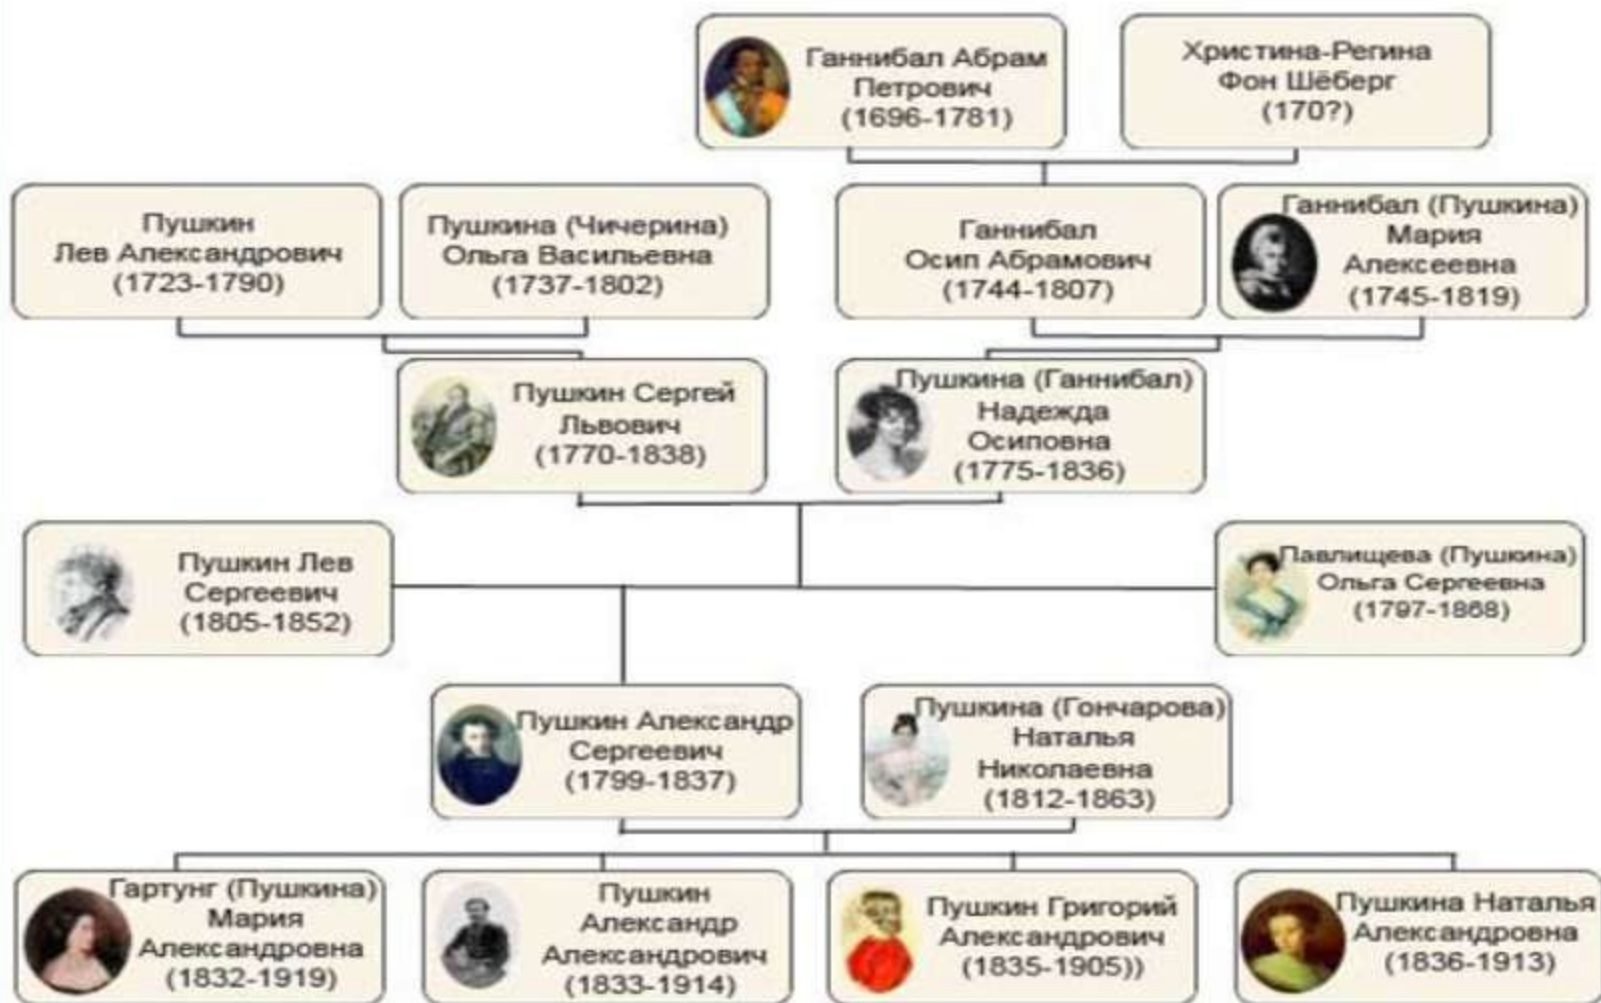 Ганнибал Абрам
Петрович
(1696-1781)
Христина-Регина
Фон Шёберг
(170?)
Пушкин
Лев Александрович
(1723-1790)
Пушкина (Чичерина)
Ольга Васильевна
(1737-1802)
Ганнибал
Осип Абрамович
(1744-1807)
Ганнибал (Пушкина)
Мария
Алексеевна
(1745-1819)
Пушкин Сергей
Львович
(1770-1838)
Пушкина (Ганнибал)
Надежда
Осиповна
(1775-1836)
Пушкин Лев
Сергеевич
(1805-1852)
Павлищева (Пушкина)
Ольга Сергеевна
(1797-1868)
Пушкин Александр
Сергеевич
(1799-1837)
Пушкина (Гончарова)
Наталья
Николаевна
(1812-1863)
Гартунг (Пушкина)
Мария
Александровна
(1832-1919)
Пушкин
Александр
Александрович
(1833-1914)
Пушкин Григорий
Александрович
(1835-1905))
Пушкина Наталья
Александровна
(1836-1913)